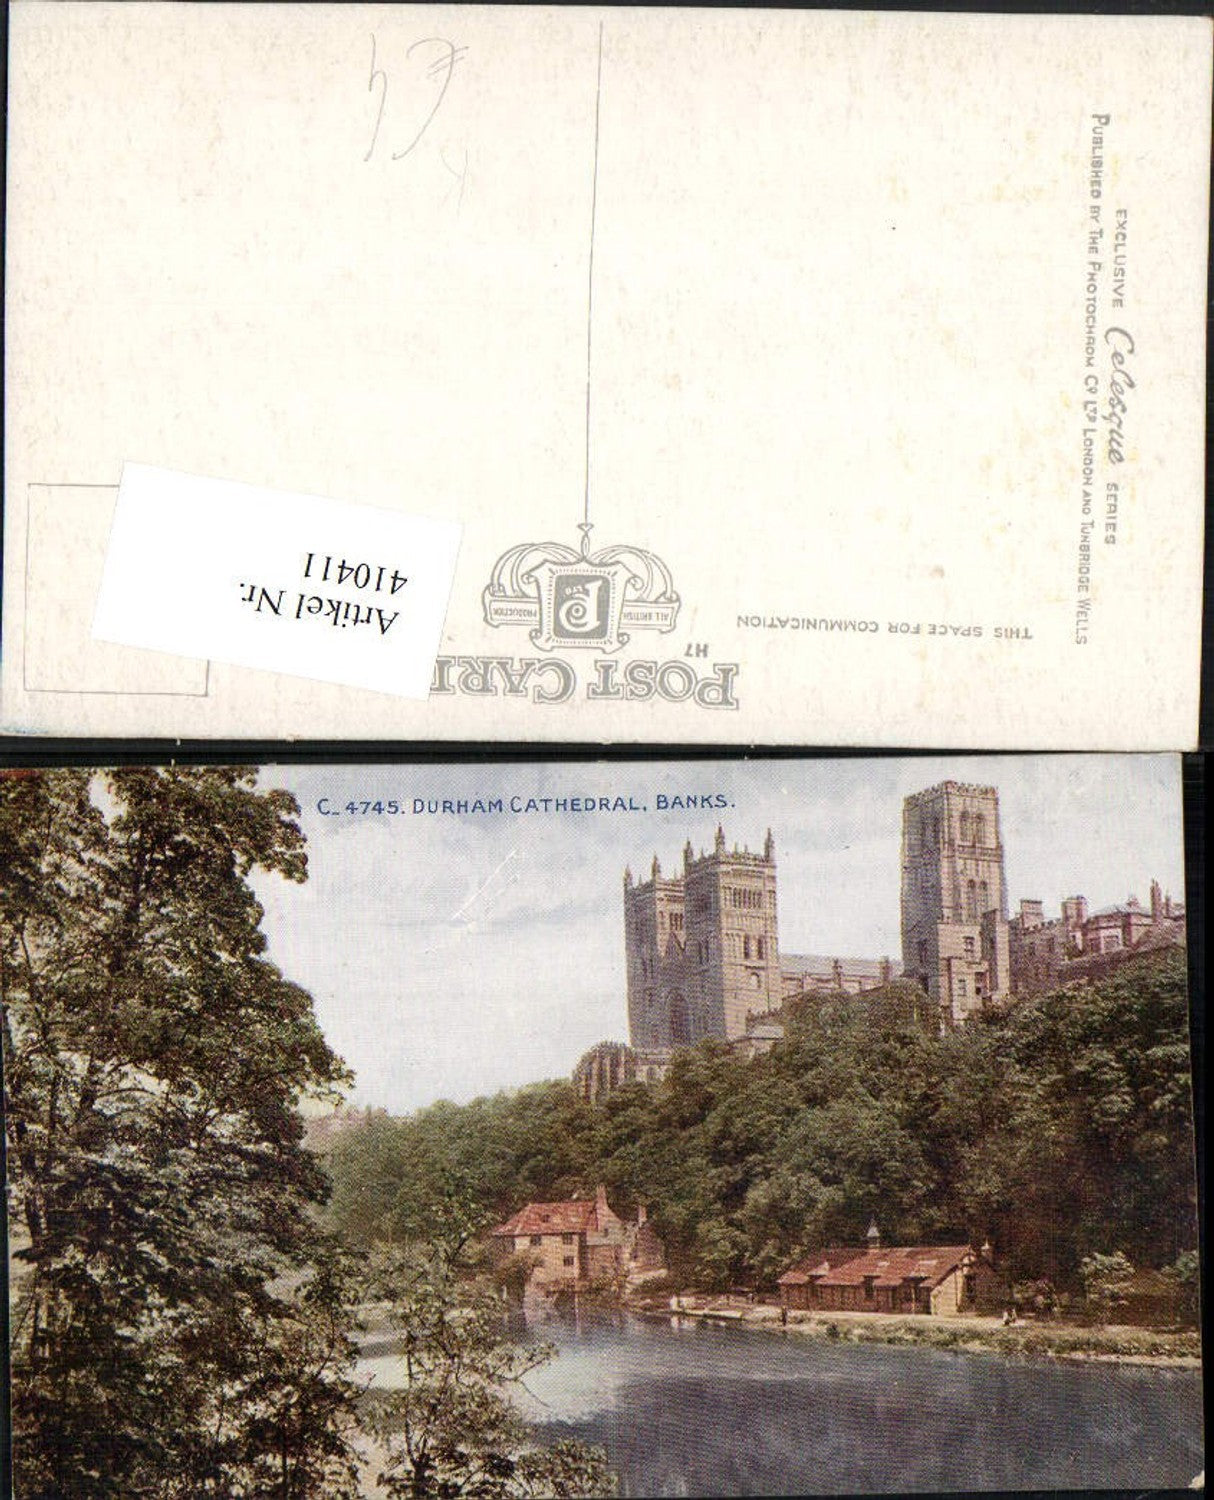 EXCLUSIVE Celesque SERIES
PUBLISHED BY THE PHOTOCHROM CO LTD LONDON AND TUNBRIDGE WELLS
POST CAR
H7
THIS SPACE FOR COMMUNICATION
ALL BRITISH PRODUCTION
Artikel Nr.
410411
C_4745. DURHAM CATHEDRAL, BANKS.